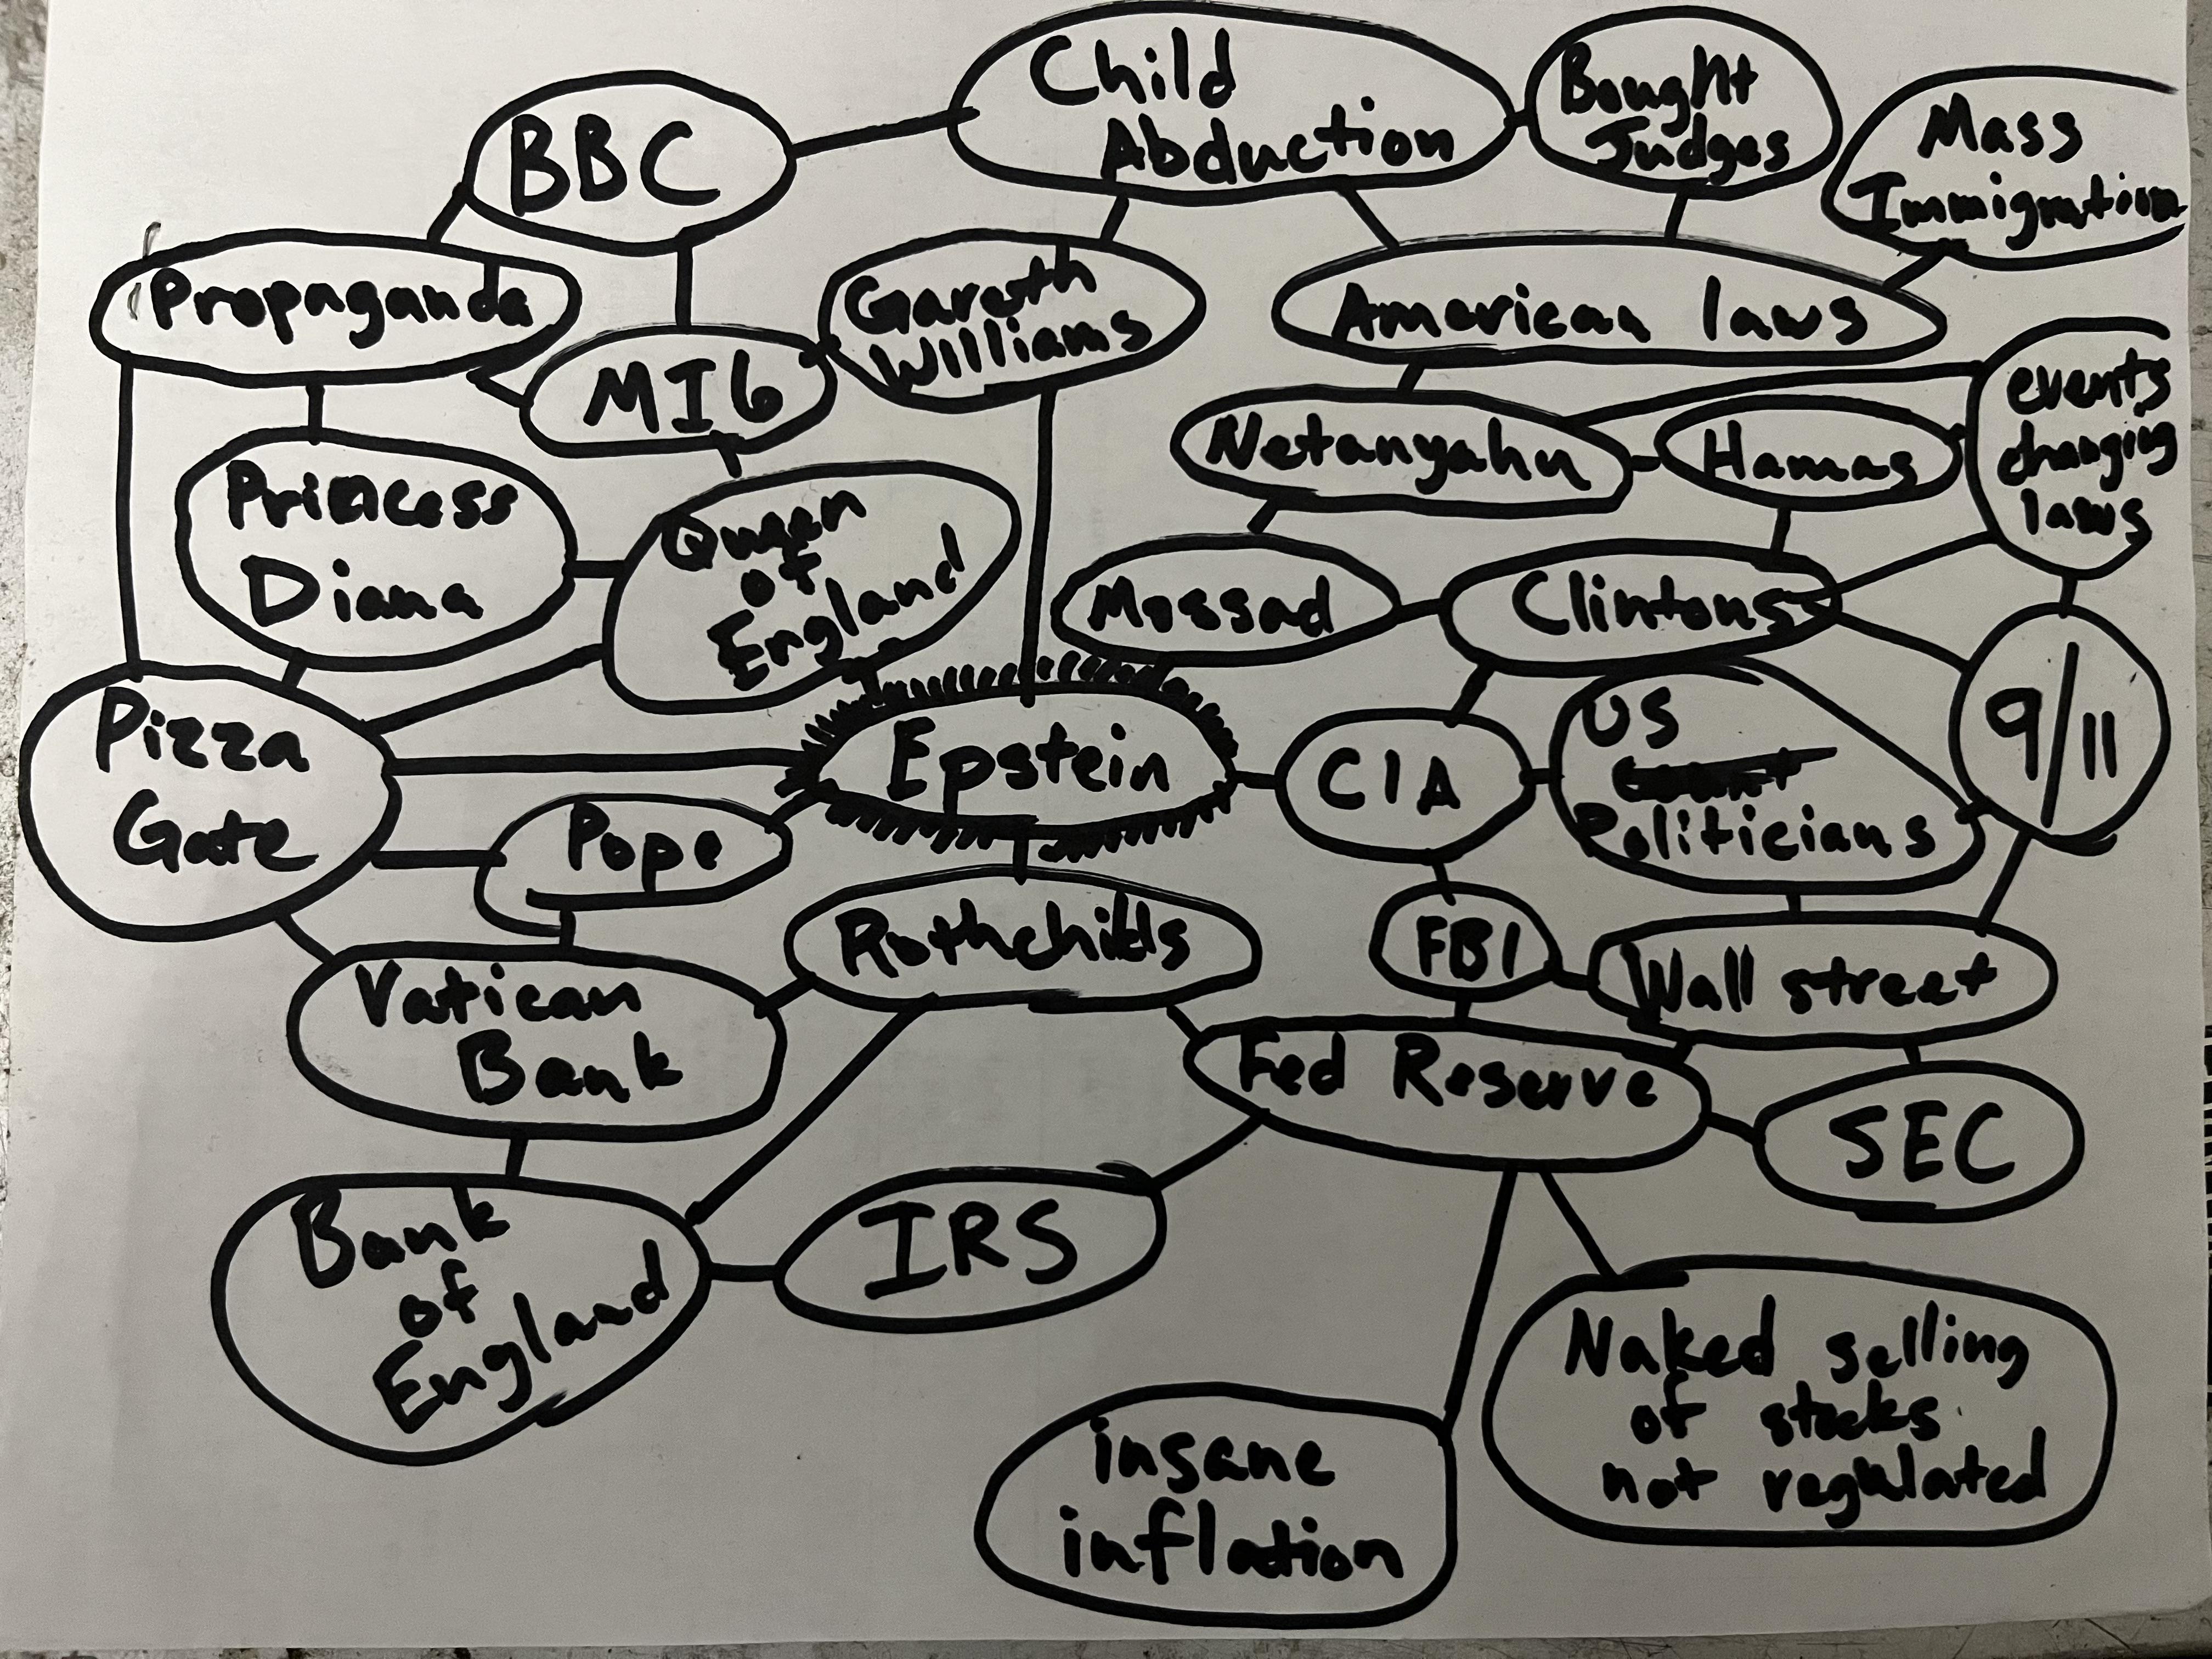 Child
Abduction
Bought
Judges
Mass
Immigration
BBC
Propaganda
Gareth
Williams
American laws
MI6
events
changing
laws
Netanyahu
Hamas
Princess
Diana
Queen
of
England
Mossad
Clintons
9/11
Pizza
Gate
Epstein
CIA
US
Politicians
Pope
Rothchilds
FBI
Wall street
Vatican
Bank
Fed Reserve
SEC
Bank
of
England
IRS
insane
inflation
Naked selling
of stocks
not regulated